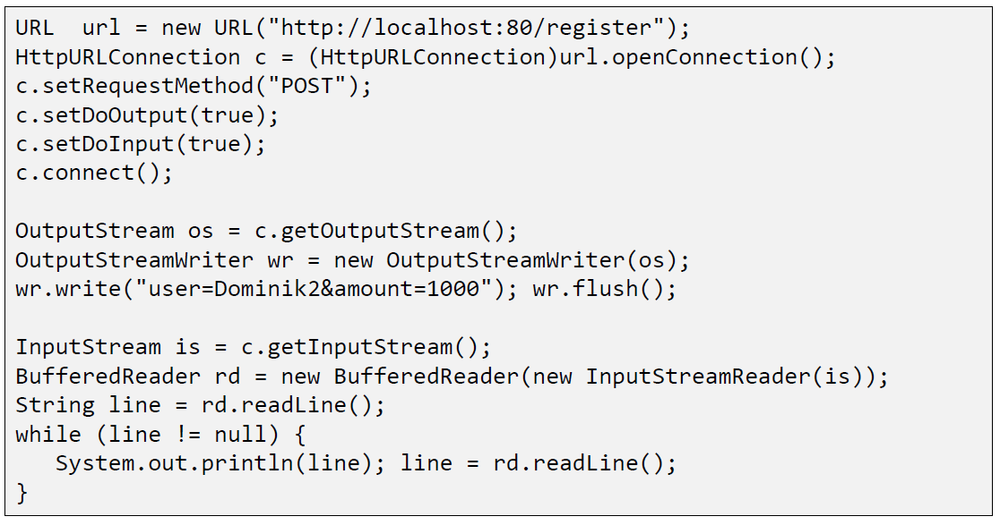 URL  url = new URL("http://localhost:80/register");
HttpURLConnection c = (HttpURLConnection)url.openConnection();
c.setRequestMethod("POST");
c.setDoOutput(true);
c.setDoInput(true);
c.connect();

OutputStream os = c.getOutputStream();
OutputStreamWriter wr = new OutputStreamWriter(os);
wr.write("user=Dominik2&amount=1000"); wr.flush();

InputStream is = c.getInputStream();
BufferedReader rd = new BufferedReader(new InputStreamReader(is));
String line = rd.readLine();
while (line != null) {
   System.out.println(line); line = rd.readLine();
}